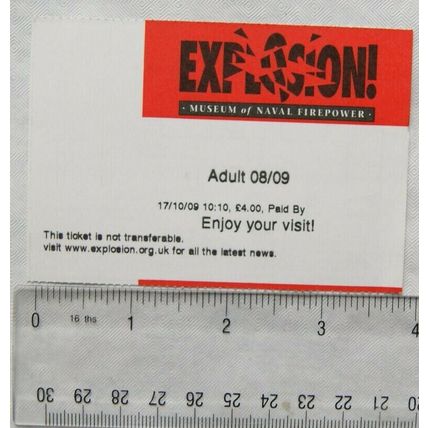 EXPLOSION!
· MUSEUM of NAVAL FIREPOWER ·
Adult 08/09
17/10/09 10:10, £4.00, Paid By
Enjoy your visit!
This ticket is not transferable,
visit www.explosion.org.uk for all the latest news.
0 16 ths 1 2 3 4
30 29 28 27 26 25 24 23 22 21 20